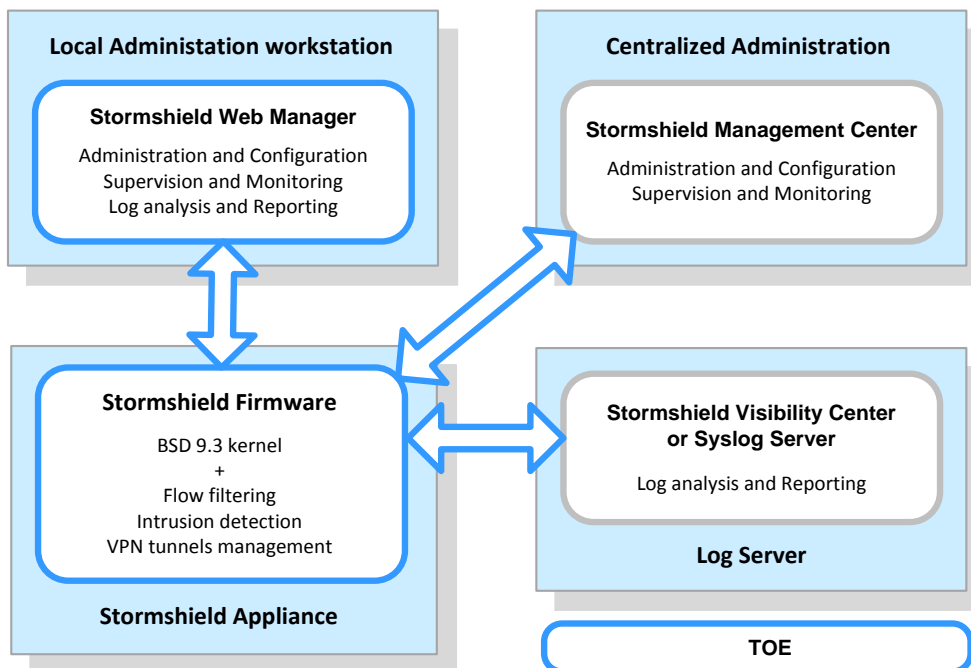 Local Administation workstation
Stormshield Web Manager
Administration and Configuration
Supervision and Monitoring
Log analysis and Reporting
Centralized Administration
Stormshield Management Center
Administration and Configuration
Supervision and Monitoring
Stormshield Firmware
BSD 9.3 kernel
+
Flow filtering
Intrusion detection
VPN tunnels management
Stormshield Appliance
Stormshield Visibility Center
or Syslog Server
Log analysis and Reporting
Log Server
TOE